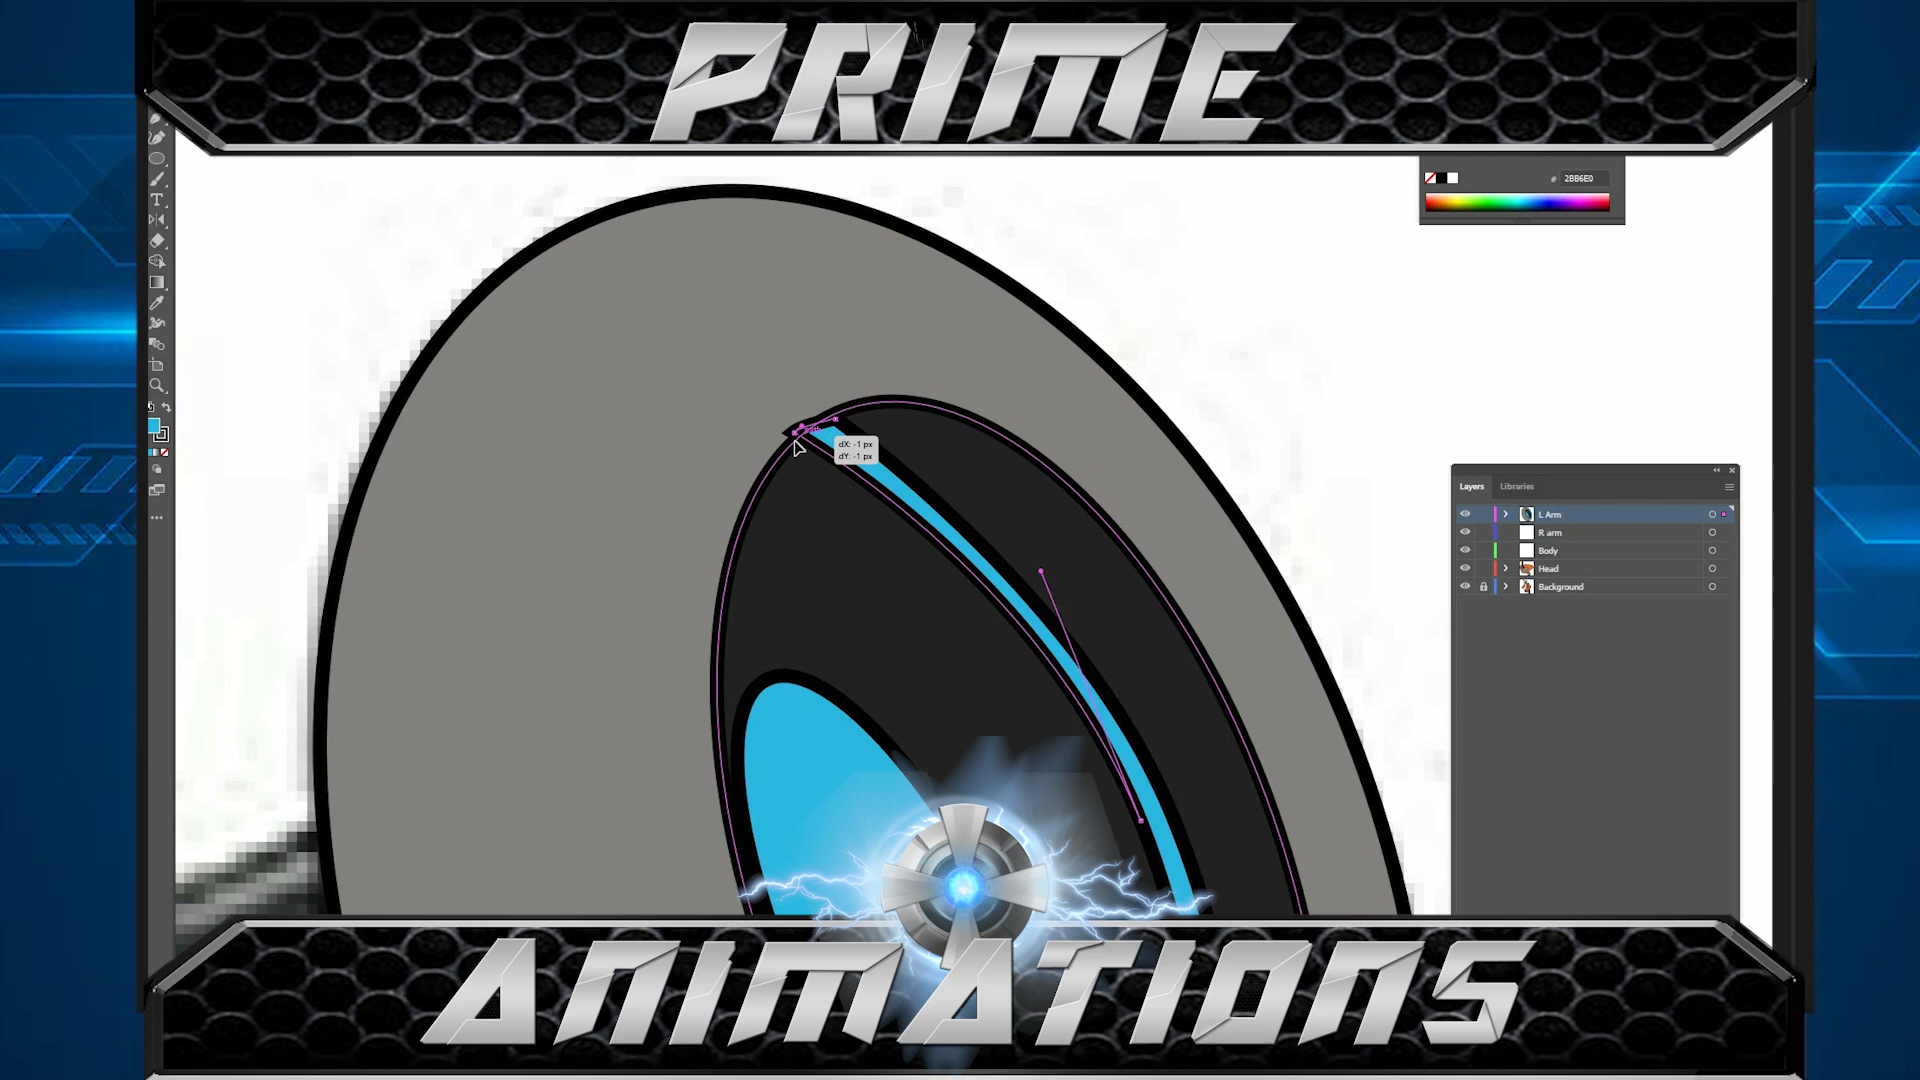 PRIME
# 2BB6E0
dX: -1 px
dY: -1 px
Layers Libraries
L Arm
R arm
Body
Head
Background
ANIMATIONS